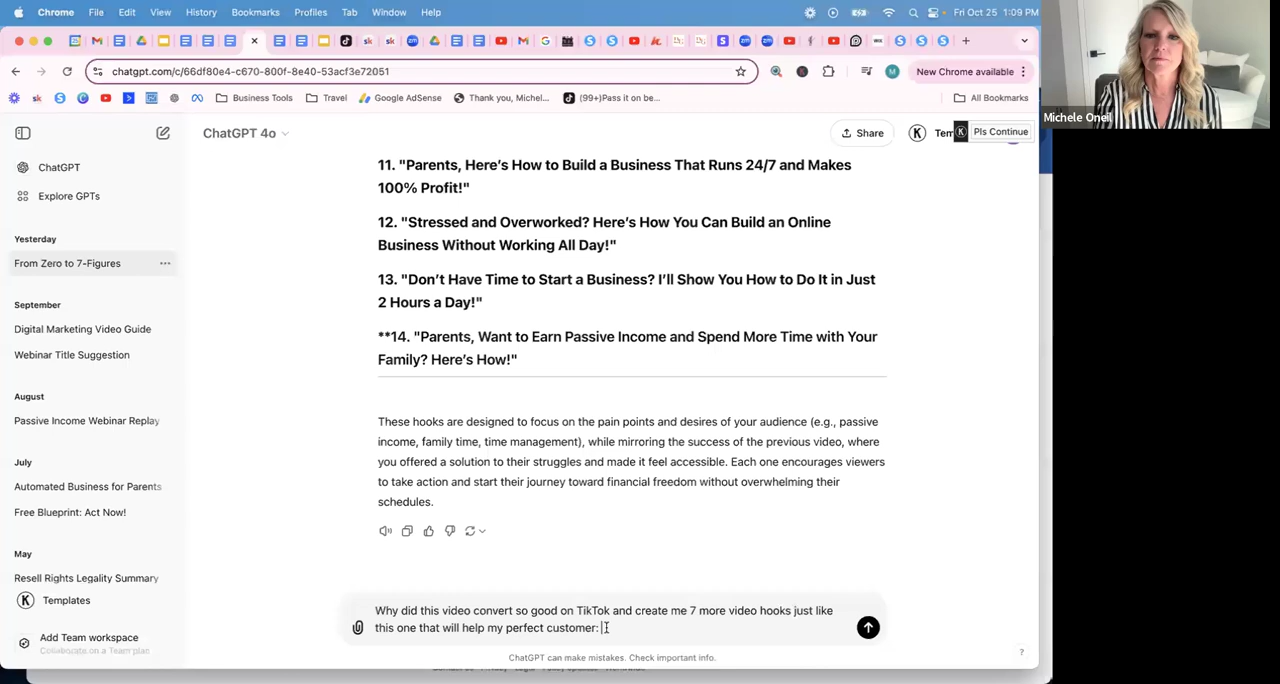 Chrome File Edit View History Bookmarks Profiles Tab Window Help
Fri Oct 25 1:09 PM
chatgpt.com/c/66df80e4-c670-800f-8e40-53acf3e72051
New Chrome available
Business Tools Travel Google AdSense Thank you, Michel... (99+)Pass it on be... All Bookmarks
Michele Oneil
ChatGPT 4o
Share
Tem
Pls Continue
ChatGPT
Explore GPTs
Yesterday
From Zero to 7-Figures
September
Digital Marketing Video Guide
Webinar Title Suggestion
August
Passive Income Webinar Replay
July
Automated Business for Parents
Free Blueprint: Act Now!
May
Resell Rights Legality Summary
Templates
Add Team workspace
Collaborate on a Team plan
11. "Parents, Here’s How to Build a Business That Runs 24/7 and Makes
100% Profit!"
12. "Stressed and Overworked? Here’s How You Can Build an Online
Business Without Working All Day!"
13. "Don’t Have Time to Start a Business? I’ll Show You How to Do It in Just
2 Hours a Day!"
**14. "Parents, Want to Earn Passive Income and Spend More Time with Your
Family? Here’s How!"
These hooks are designed to focus on the pain points and desires of your audience (e.g., passive
income, family time, time management), while mirroring the success of the previous video, where
you offered a solution to their struggles and made it feel accessible. Each one encourages viewers
to take action and start their journey toward financial freedom without overwhelming their
schedules.
Why did this video convert so good on TikTok and create me 7 more video hooks just like
this one that will help my perfect customer:
ChatGPT can make mistakes. Check important info.
?